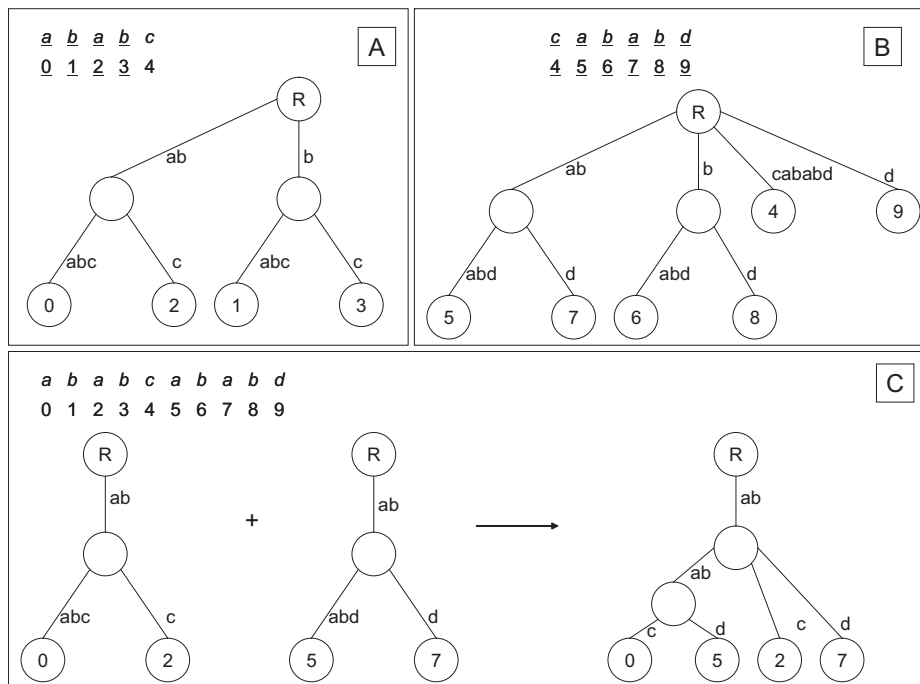 a b a b c
A
0 1 2 3 4
R
ab b
abc c abc c
0 2 1 3
c a b a b d
B
4 5 6 7 8 9
R
ab b cababd d
4 9
abd d abd d
5 7 6 8
a b a b c a b a b d
C
0 1 2 3 4 5 6 7 8 9
R R R
ab ab ab
+
ab
abc c abd d c d c d
0 2 5 7 0 5 2 7